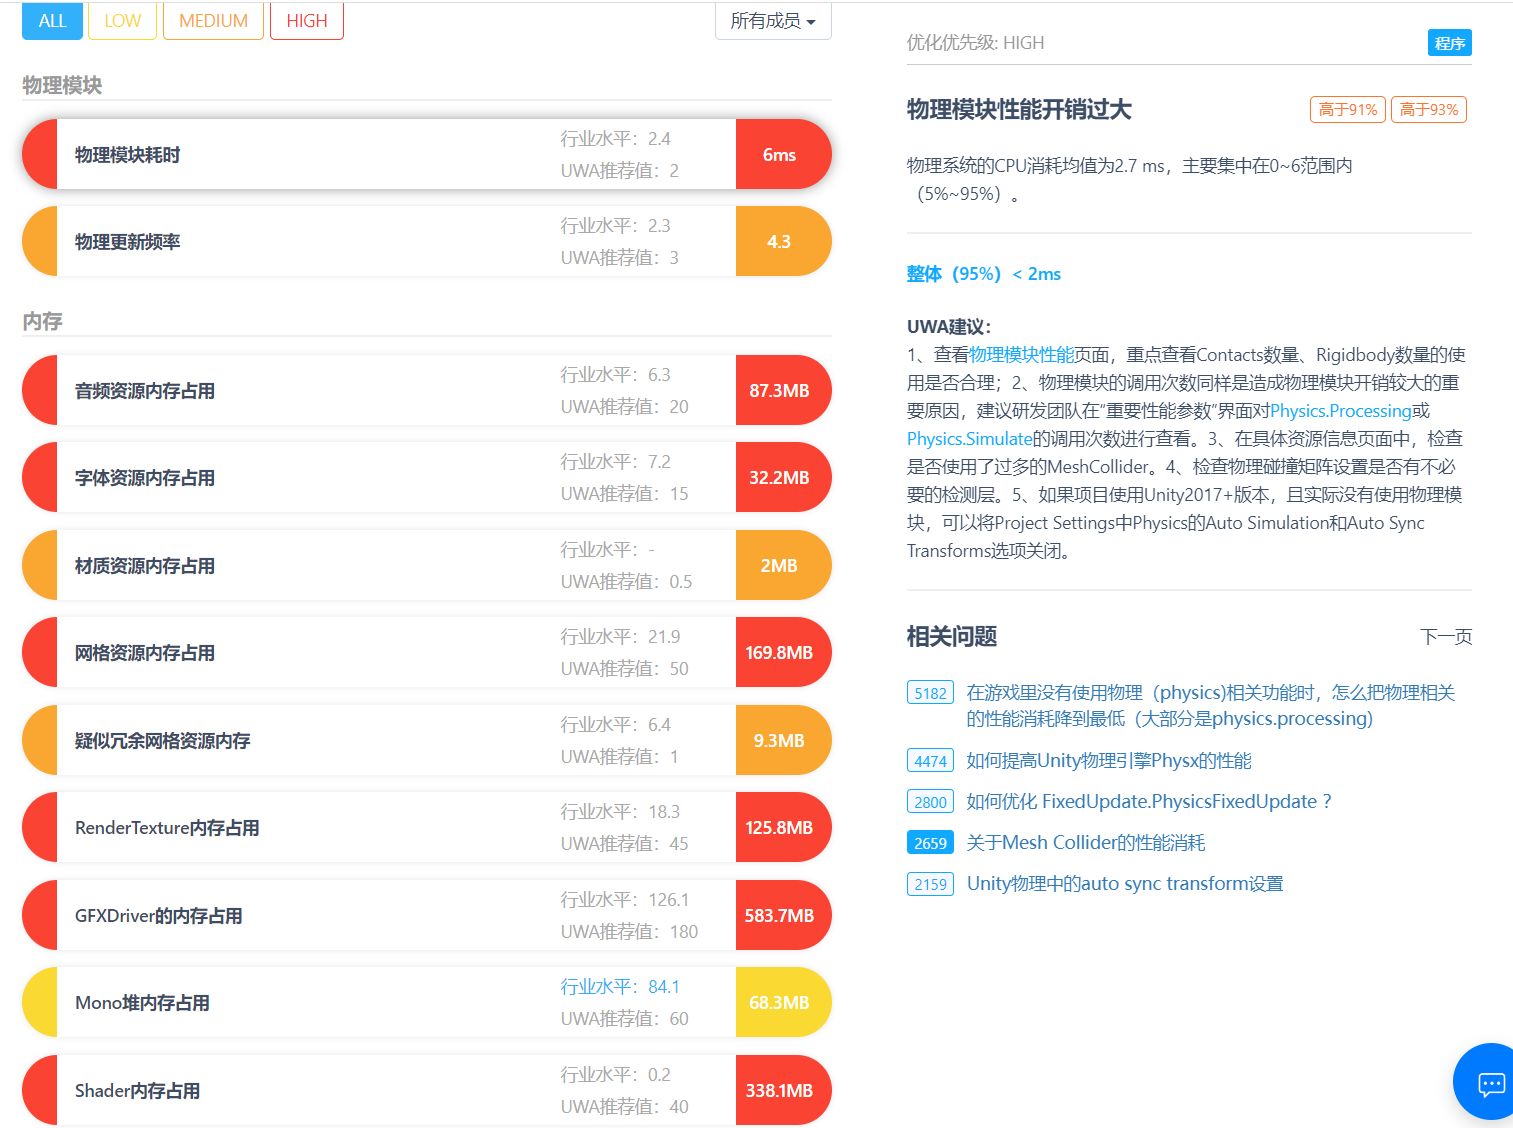 ALL LOW MEDIUM HIGH 所有成员
物理模块
物理模块耗时
行业水平：2.4
UWA推荐值：2
6ms
物理更新频率
行业水平：2.3
UWA推荐值：3
4.3
内存
音频资源内存占用
行业水平：6.3
UWA推荐值：20
87.3MB
字体资源内存占用
行业水平：7.2
UWA推荐值：15
32.2MB
材质资源内存占用
行业水平：-
UWA推荐值：0.5
2MB
网格资源内存占用
行业水平：21.9
UWA推荐值：50
169.8MB
疑似冗余网格资源内存
行业水平：6.4
UWA推荐值：1
9.3MB
RenderTexture内存占用
行业水平：18.3
UWA推荐值：45
125.8MB
GFXDriver的内存占用
行业水平：126.1
UWA推荐值：180
583.7MB
Mono堆内存占用
行业水平：84.1
UWA推荐值：60
68.3MB
Shader内存占用
行业水平：0.2
UWA推荐值：40
338.1MB
优化优先级: HIGH 程序
物理模块性能开销过大 高于91% 高于93%
物理系统的CPU消耗均值为2.7 ms，主要集中在0~6范围内
（5%~95%）。
整体（95%）< 2ms
UWA建议：
1、查看物理模块性能页面，重点查看Contacts数量、Rigidbody数量的使
用是否合理；2、物理模块的调用次数同样是造成物理模块开销较大的重
要原因，建议研发团队在“重要性能参数”界面对Physics.Processing或
Physics.Simulate的调用次数进行查看。3、在具体资源信息页面中，检查
是否使用了过多的MeshCollider。4、检查物理碰撞矩阵设置是否有不必
要的检测层。5、如果项目使用Unity2017+版本，且实际没有使用物理模
块，可以将Project Settings中Physics的Auto Simulation和Auto Sync
Transforms选项关闭。
相关问题 下一页
5182 在游戏里没有使用物理（physics)相关功能时，怎么把物理相关
的性能消耗降到最低（大部分是physics.processing)
4474 如何提高Unity物理引擎Physx的性能
2800 如何优化 FixedUpdate.PhysicsFixedUpdate ?
2659 关于Mesh Collider的性能消耗
2159 Unity物理中的auto sync transform设置